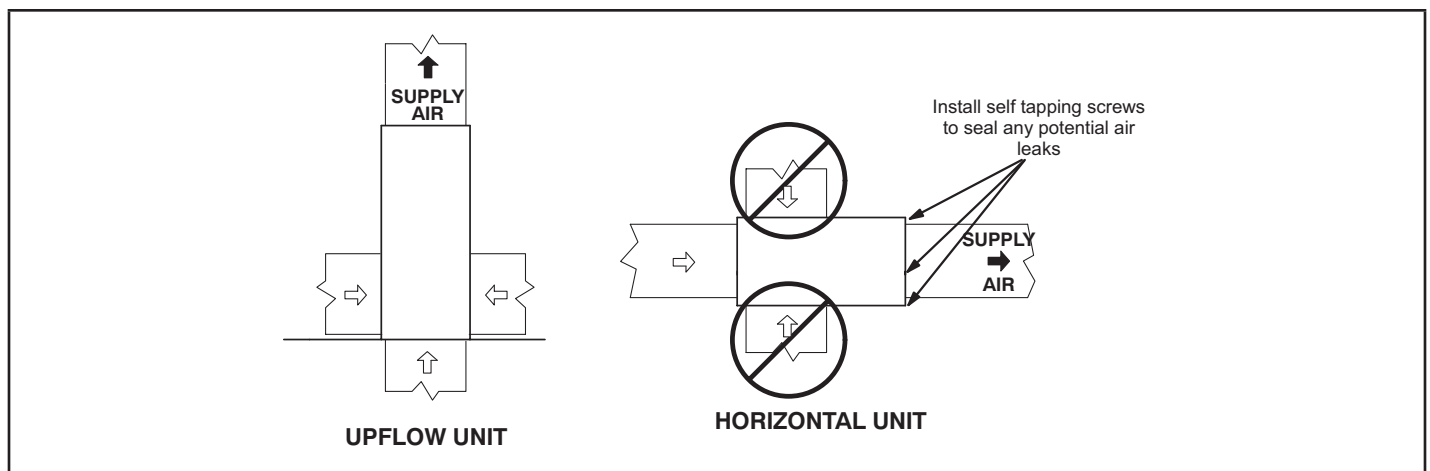 SUPPLY
AIR
UPFLOW UNIT
Install self tapping screws
to seal any potential air
leaks
SUPPLY
AIR
HORIZONTAL UNIT